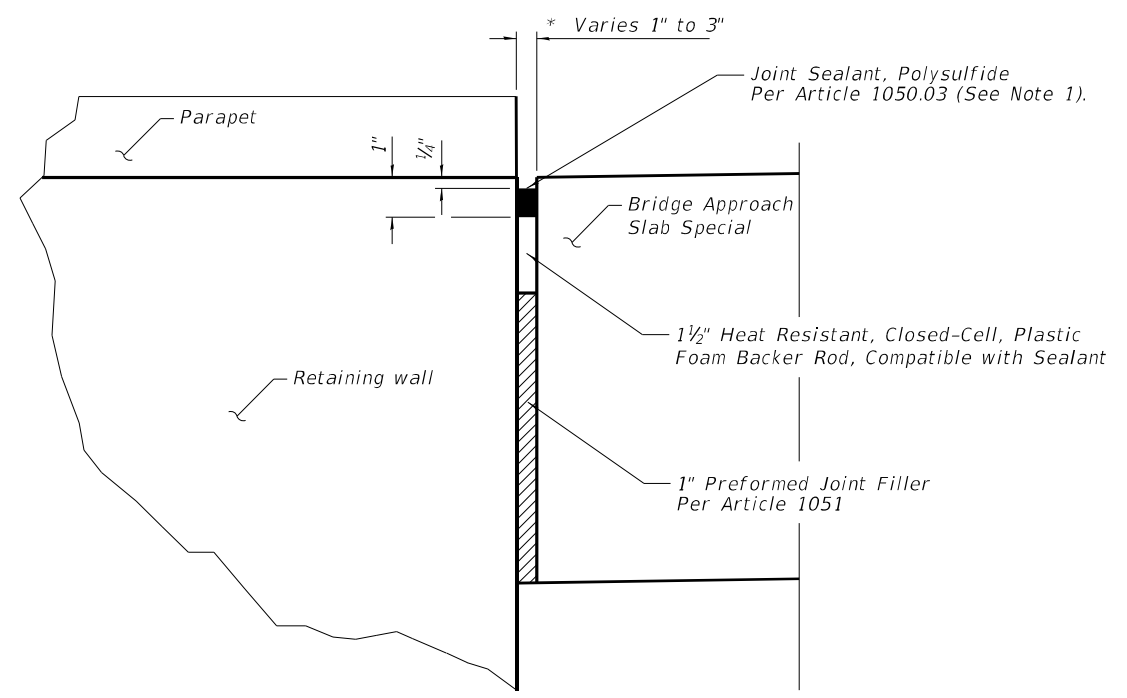 * Varies 1" to 3"
Joint Sealant, Polysulfide
Per Article 1050.03 (See Note 1).
Parapet
1"
¼"
Bridge Approach
Slab Special
1½" Heat Resistant, Closed-Cell, Plastic
Foam Backer Rod, Compatible with Sealant
Retaining wall
1" Preformed Joint Filler
Per Article 1051